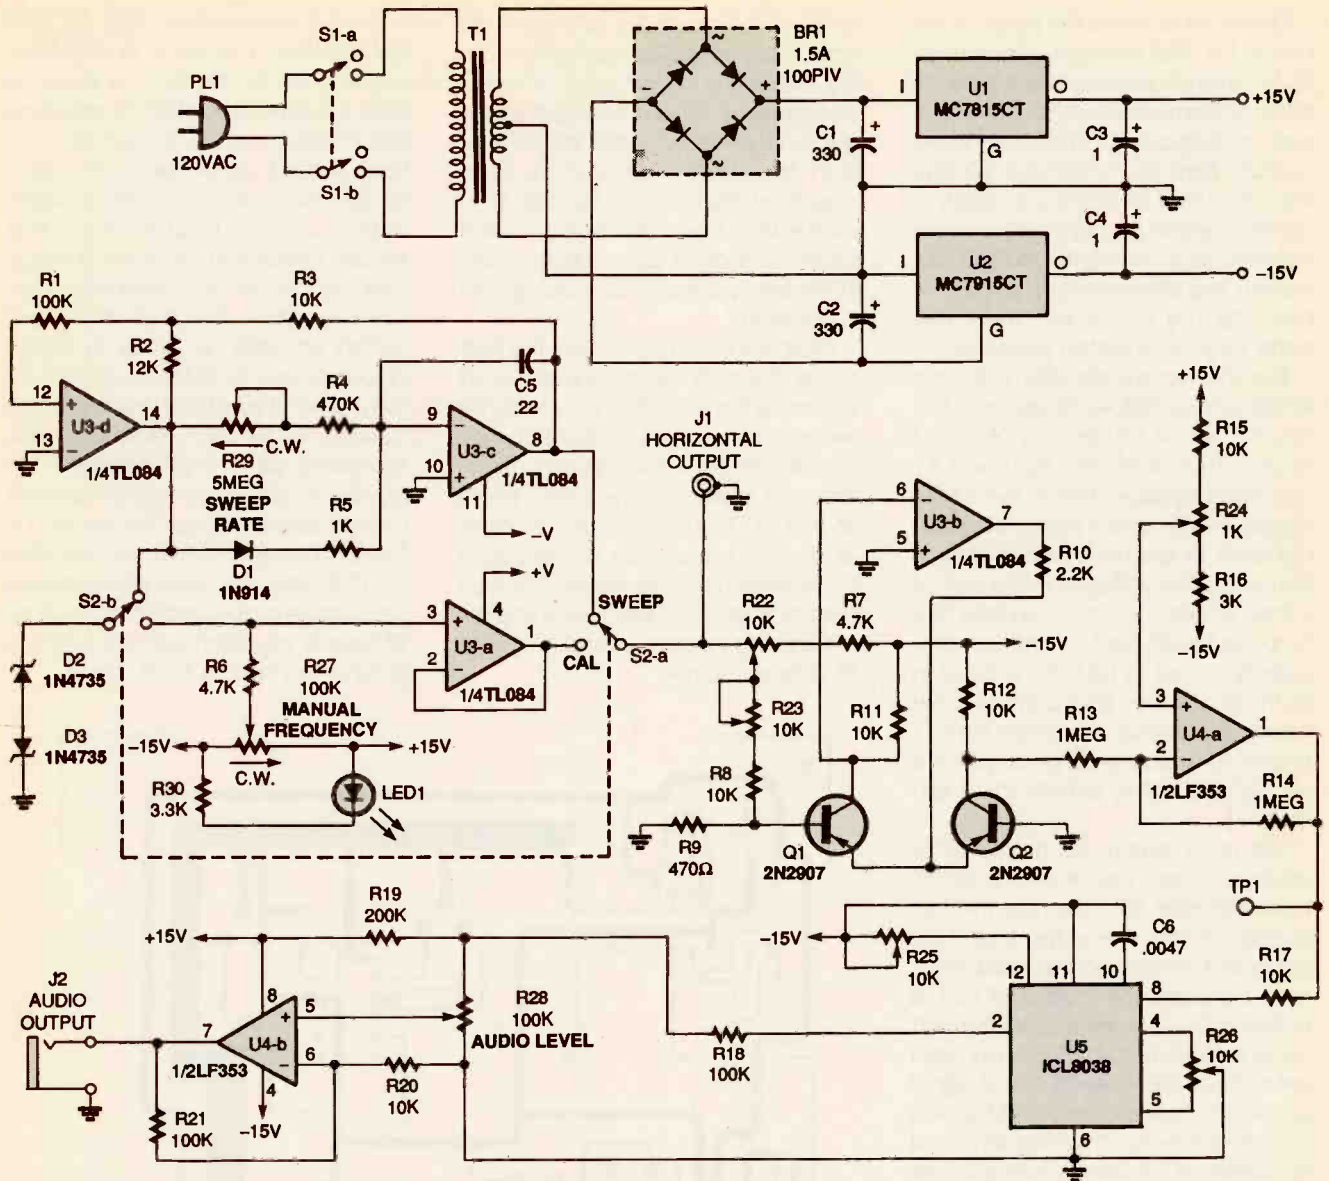 S1-a
T1
BR1
1.5A
100PIV
PL1
120VAC
S1-b
~
~
−
+
I
U1
MC7815CT
O
G
+15V
C1
330
+
C3
1
+
C4
1
+
I
U2
MC7915CT
O
G
−15V
C2
330
+
R1
100K
R3
10K
R2
12K
R4
470K
C5
.22
12
+
13
−
U3-d
14
1/4TL084
C.W.
R29
5MEG
SWEEP
RATE
9
−
10
+
U3-c
8
11
1/4TL084
−V
R5
1K
D1
1N914
+V
S2-b
3
+
4
2
−
U3-a
1
1/4TL084
SWEEP
CAL
S2-a
D2
1N4735
D3
1N4735
R6
4.7K
R27
100K
MANUAL
FREQUENCY
−15V
+15V
C.W.
R30
3.3K
LED1
J1
HORIZONTAL
OUTPUT
6
−
5
+
U3-b
7
1/4TL084
R10
2.2K
R22
10K
R7
4.7K
−15V
R23
10K
R11
10K
R12
10K
R8
10K
R9
470Ω
Q1
2N2907
Q2
2N2907
R13
1MEG
+15V
R15
10K
R24
1K
R16
3K
−15V
3
+
2
−
U4-a
1
1/2LF353
R14
1MEG
TP1
R19
200K
+15V
J2
AUDIO
OUTPUT
7
8
5
+
6
−
U4-b
4
1/2LF353
−15V
R28
100K
AUDIO LEVEL
R20
10K
R21
100K
R18
100K
−15V
R25
10K
C6
.0047
R17
10K
12
11
10
8
2
4
U5
ICL8038
5
6
R26
10K